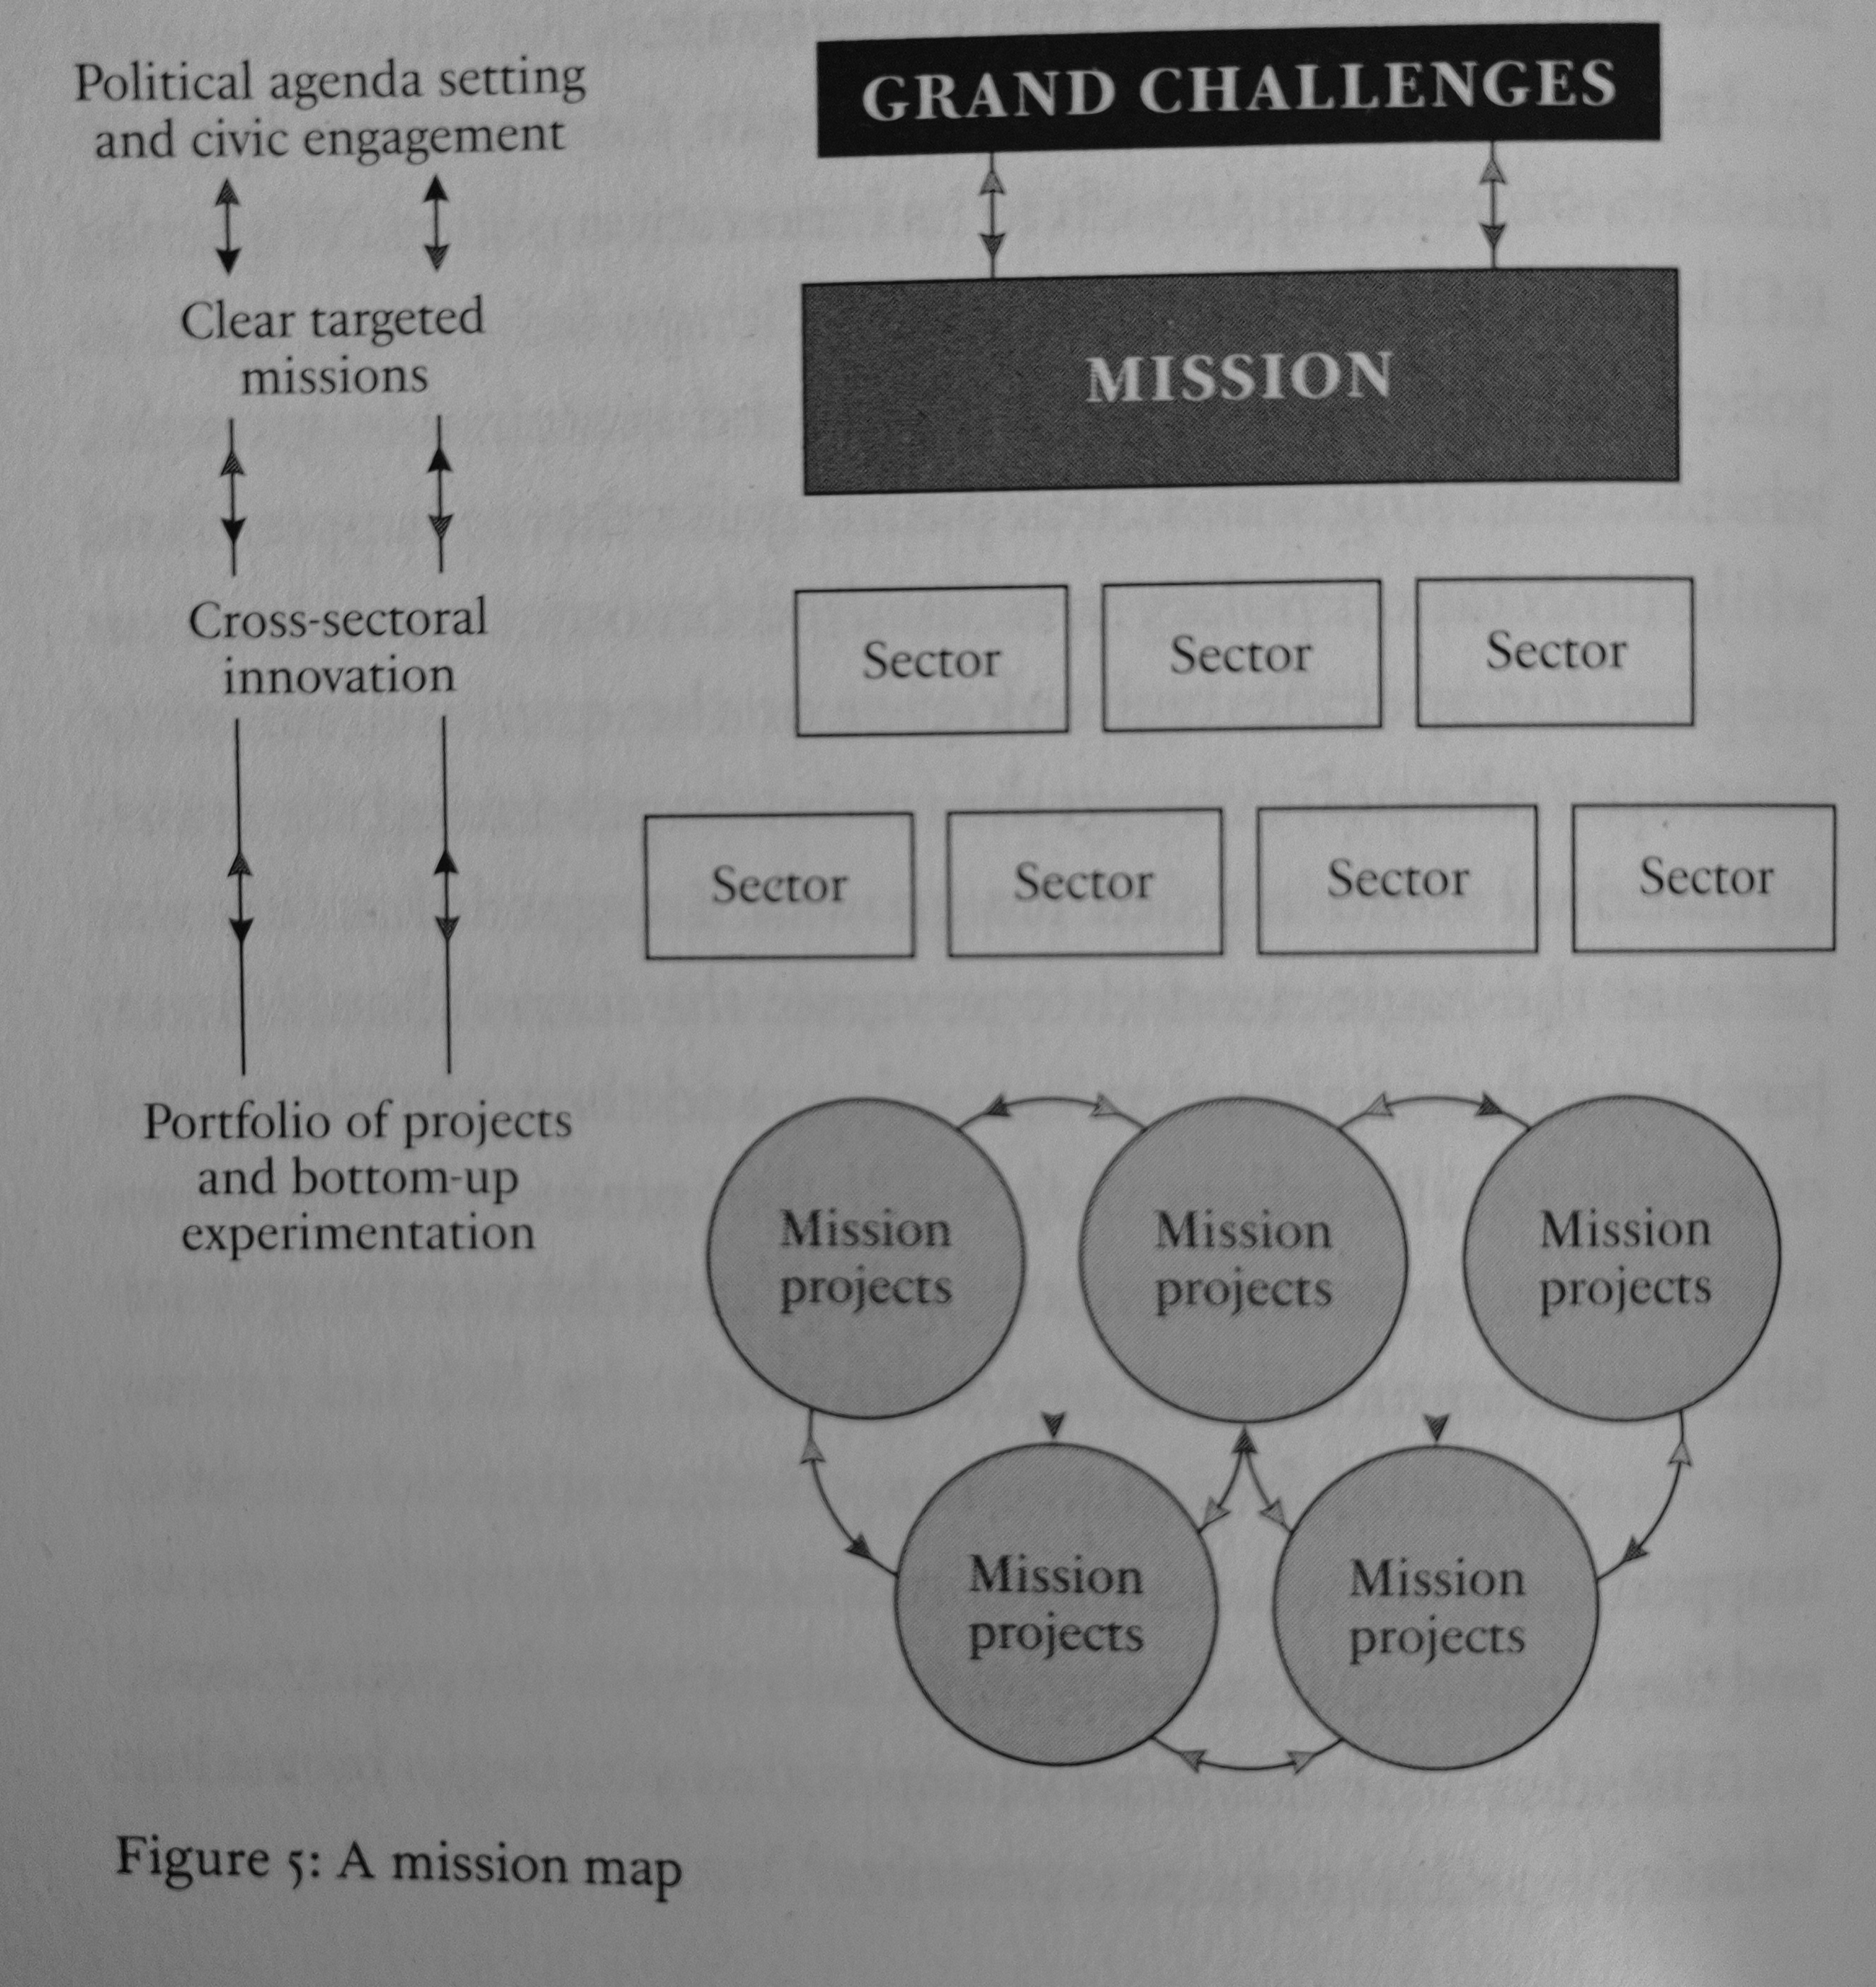 Political agenda setting
and civic engagement
GRAND CHALLENGES
Clear targeted
missions
MISSION
Cross-sectoral
innovation
Sector
Sector
Sector
Sector
Sector
Sector
Sector
Portfolio of projects
and bottom-up
experimentation
Mission
projects
Mission
projects
Mission
projects
Mission
projects
Mission
projects
Figure 5: A mission map